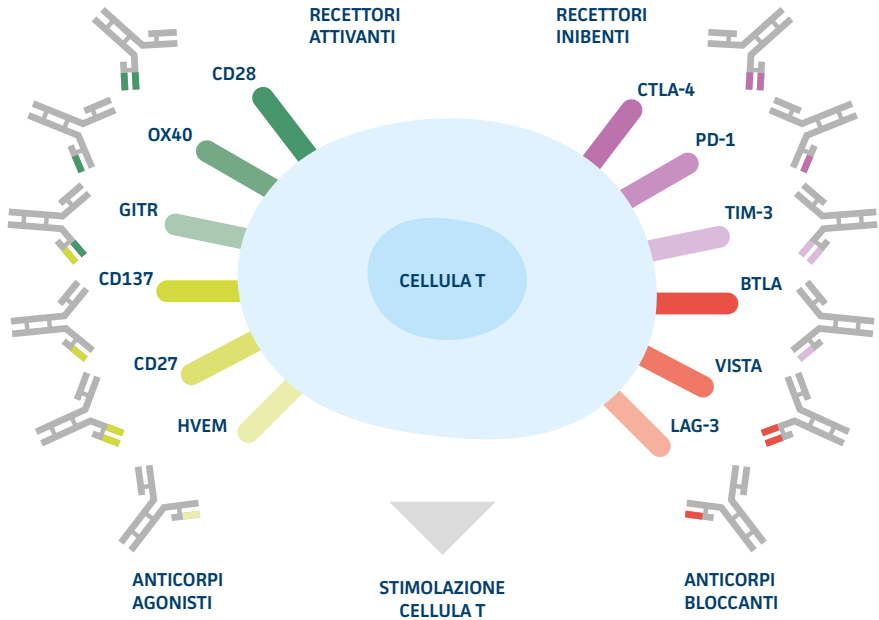 RECETTORI
ATTIVANTI
RECETTORI
INIBENTI
CD28
OX40
GITR
CD137
CD27
HVEM
CELLULA T
CTLA-4
PD-1
TIM-3
BTLA
VISTA
LAG-3
ANTICORPI
AGONISTI
STIMOLAZIONE
CELLULA T
ANTICORPI
BLOCCANTI